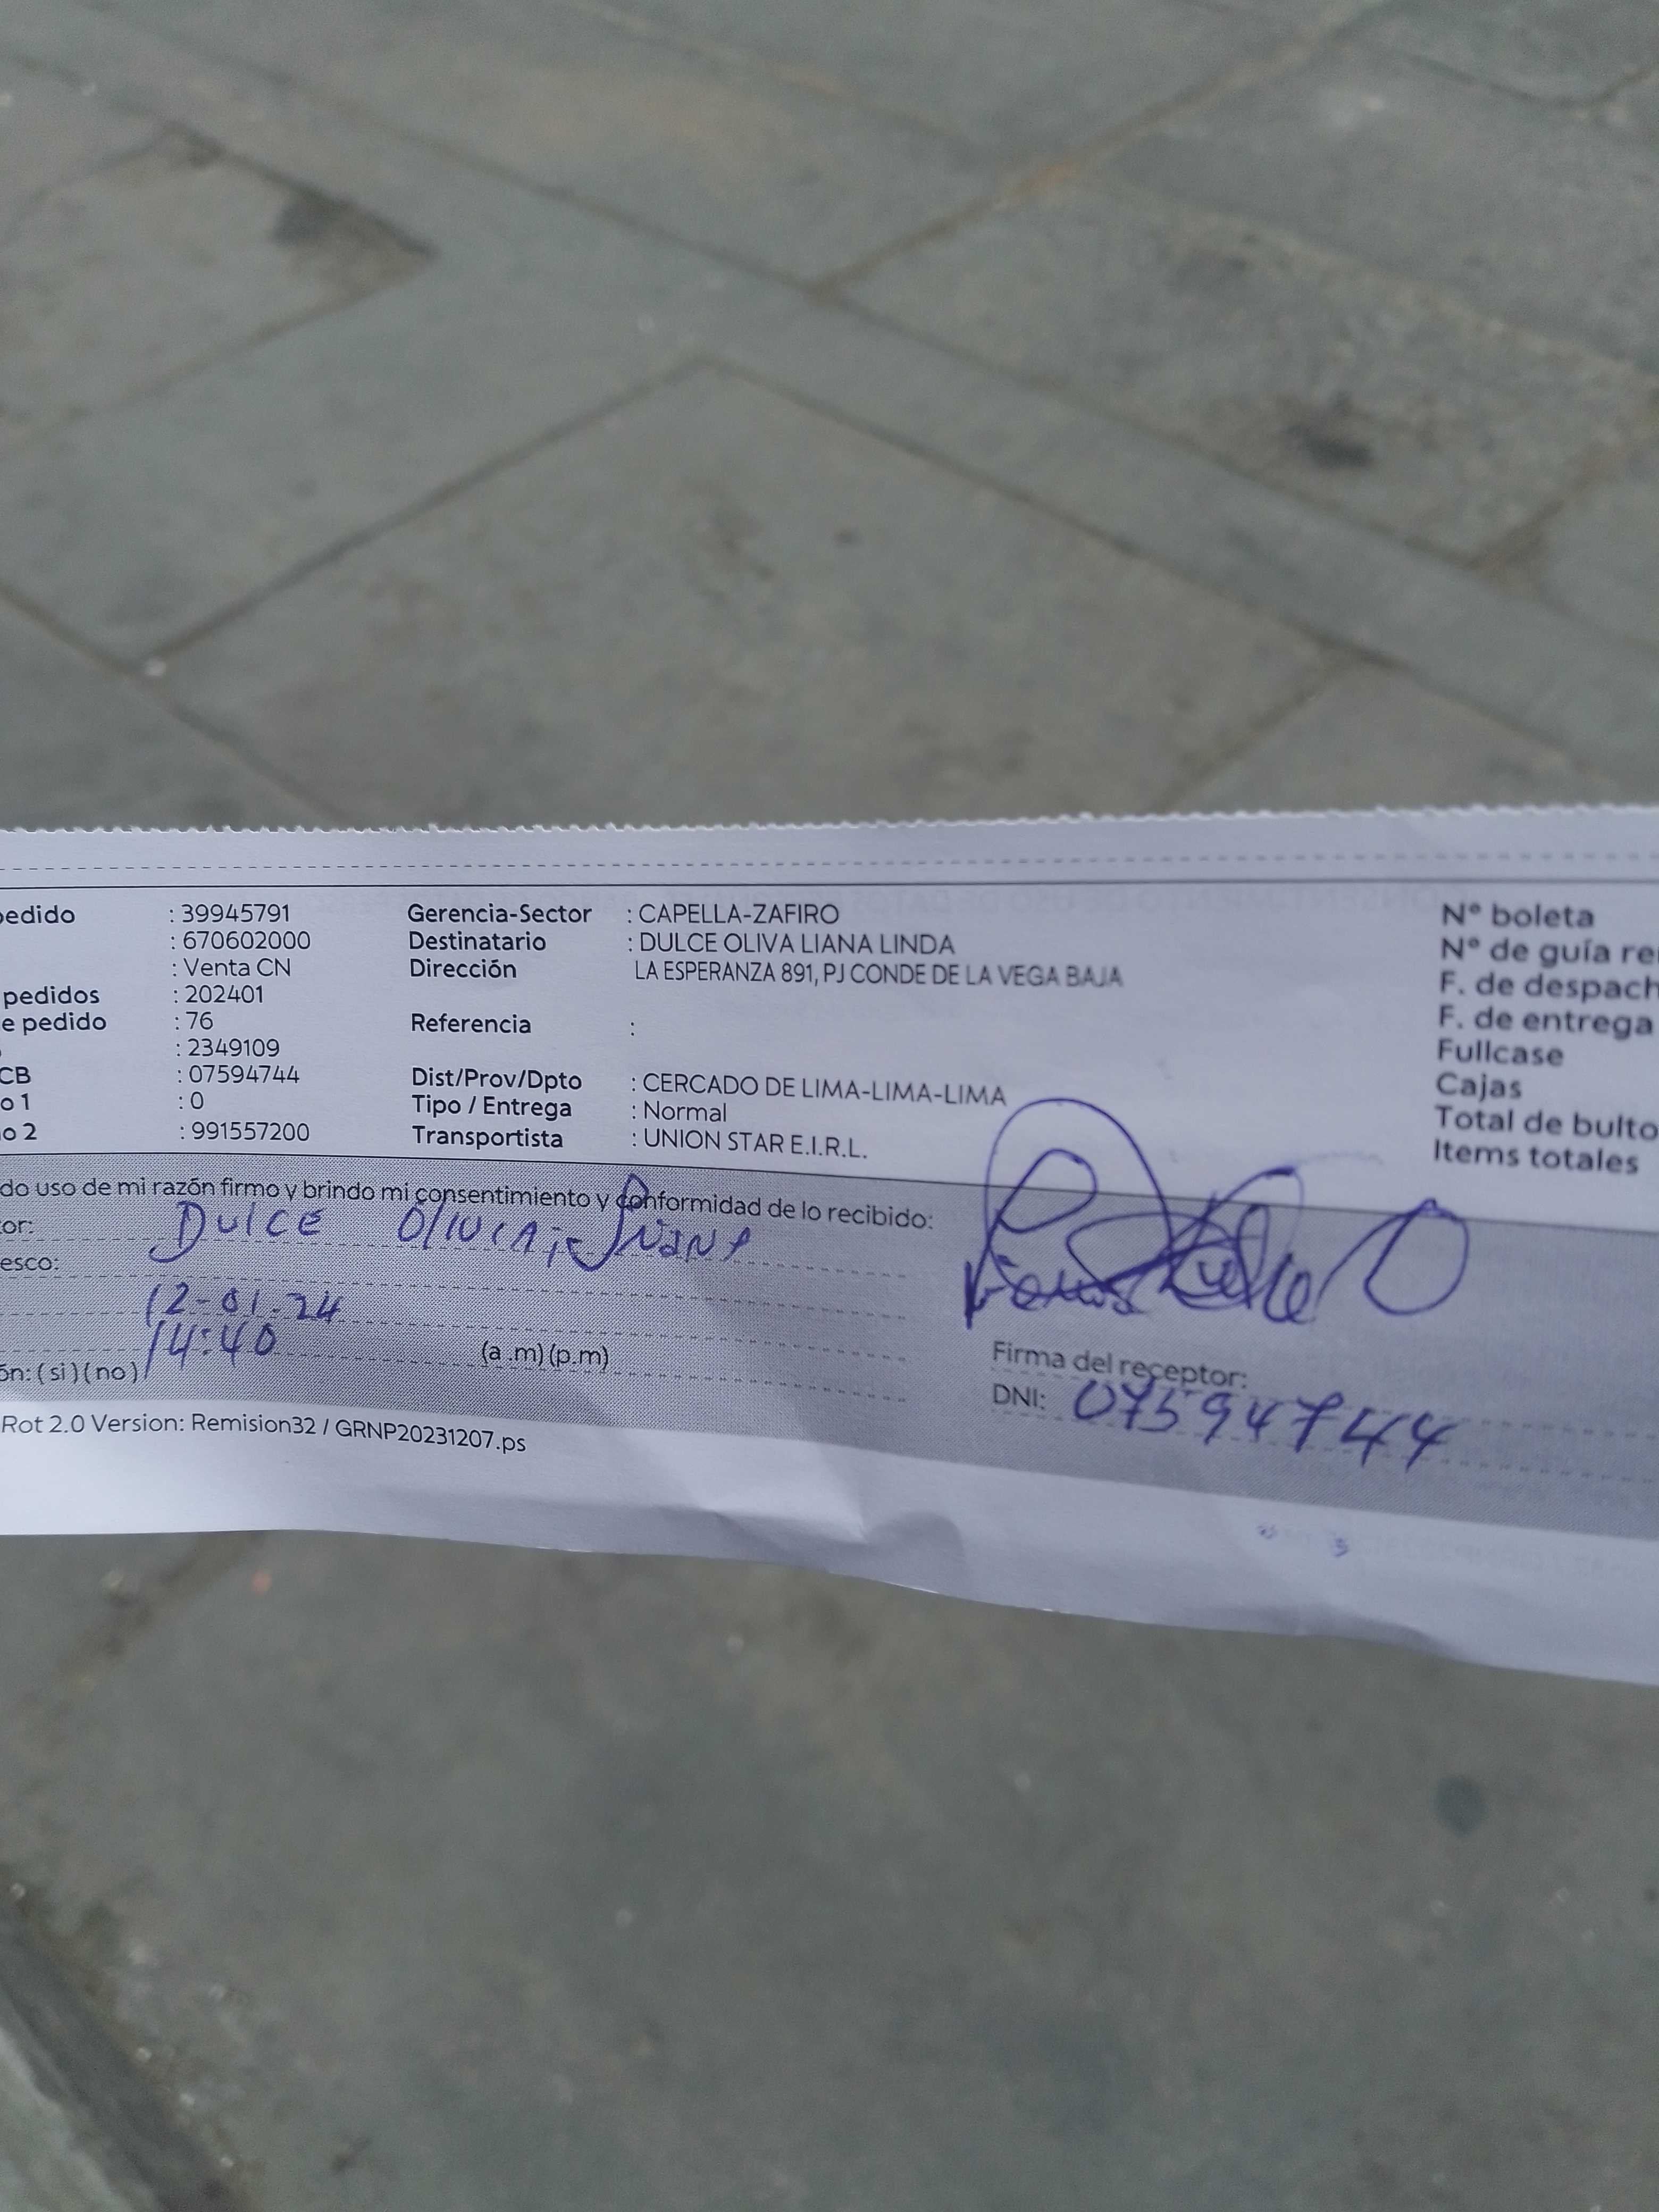 pedido : 39945791 Gerencia-Sector : CAPELLA-ZAFIRO Nº boleta
: 670602000 Destinatario : DULCE OLIVA LIANA LINDA Nº de guía re
: Venta CN Dirección LA ESPERANZA 891, PJ CONDE DE LA VEGA BAJA F. de despach
pedidos : 202401
e pedido : 76 Referencia : F. de entrega
: 2349109 Fullcase
CB : 07594744 Dist/Prov/Dpto : CERCADO DE LIMA-LIMA-LIMA Cajas
o 1 : 0 Tipo / Entrega : Normal Total de bulto
o 2 : 991557200 Transportista : UNION STAR E.I.R.L. Items totales
do uso de mi razón firmo y brindo mi consentimiento y conformidad de lo recibido:
or: DULCE
esco:
12-01-24
14:40 (a .m) (p.m)
ón: ( si ) ( no )
Firma del receptor:
DNI: 07594744
Rot 2.0 Version: Remision32 / GRNP20231207.ps